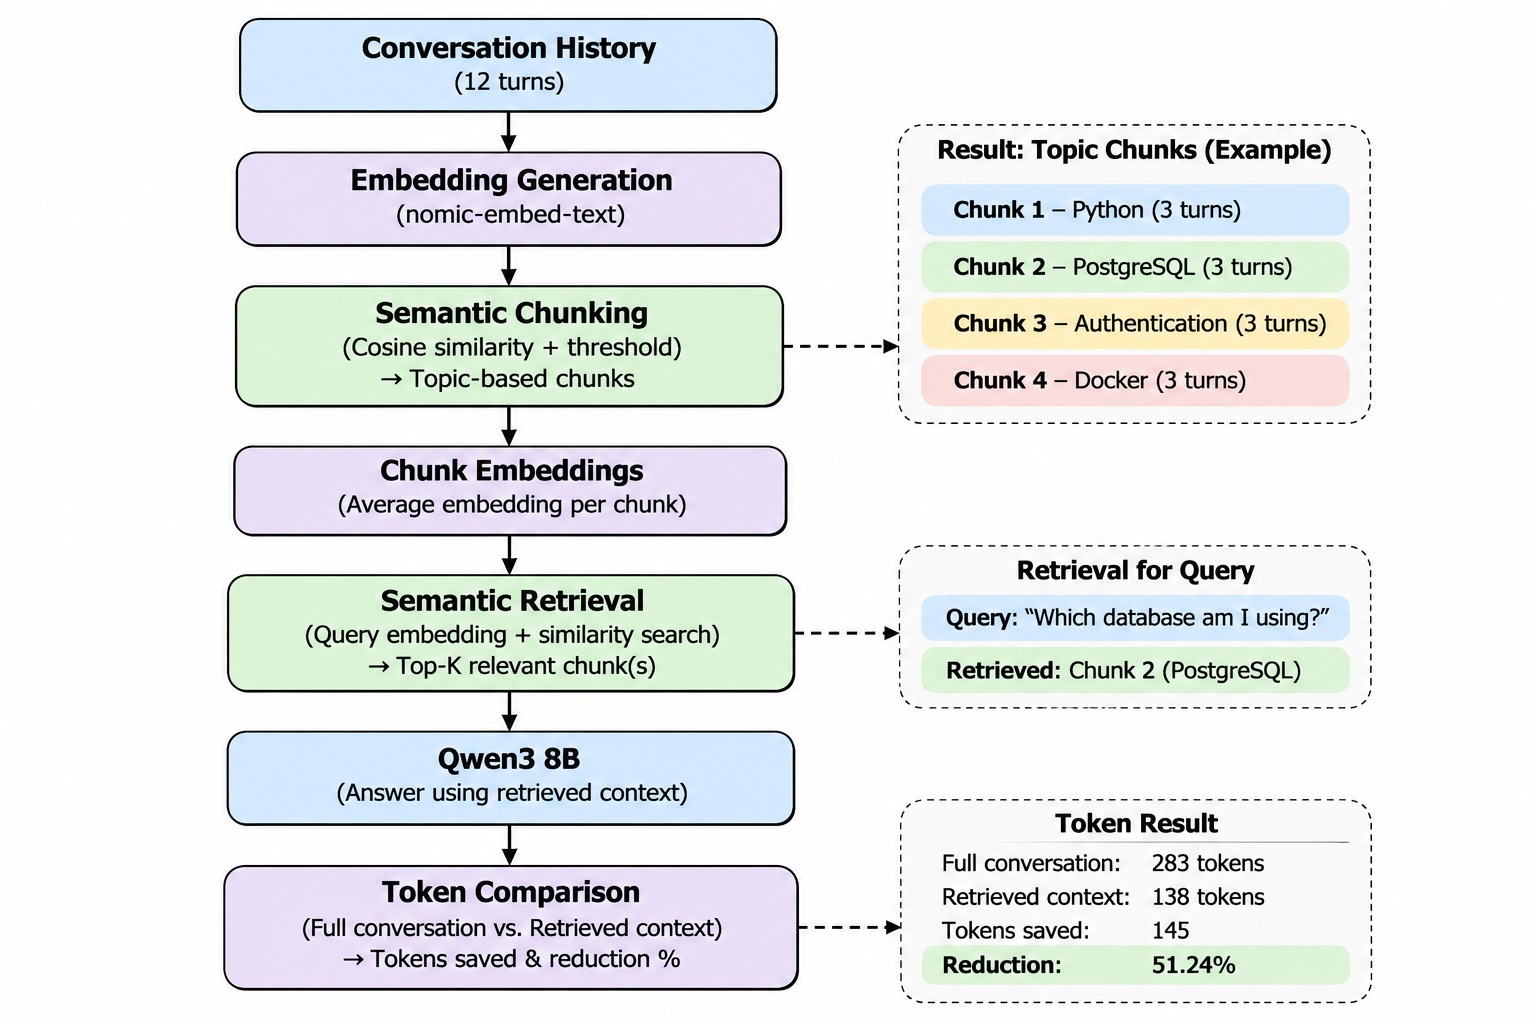 Conversation History
(12 turns)
Embedding Generation
(nomic-embed-text)
Semantic Chunking
(Cosine similarity + threshold)
→ Topic-based chunks
Result: Topic Chunks (Example)
Chunk 1 – Python (3 turns)
Chunk 2 – PostgreSQL (3 turns)
Chunk 3 – Authentication (3 turns)
Chunk 4 – Docker (3 turns)
Chunk Embeddings
(Average embedding per chunk)
Semantic Retrieval
(Query embedding + similarity search)
→ Top-K relevant chunk(s)
Retrieval for Query
Query: “Which database am I using?”
Retrieved: Chunk 2 (PostgreSQL)
Qwen3 8B
(Answer using retrieved context)
Token Comparison
(Full conversation vs. Retrieved context)
→ Tokens saved & reduction %
Token Result
Full conversation: 283 tokens
Retrieved context: 138 tokens
Tokens saved: 145
Reduction: 51.24%